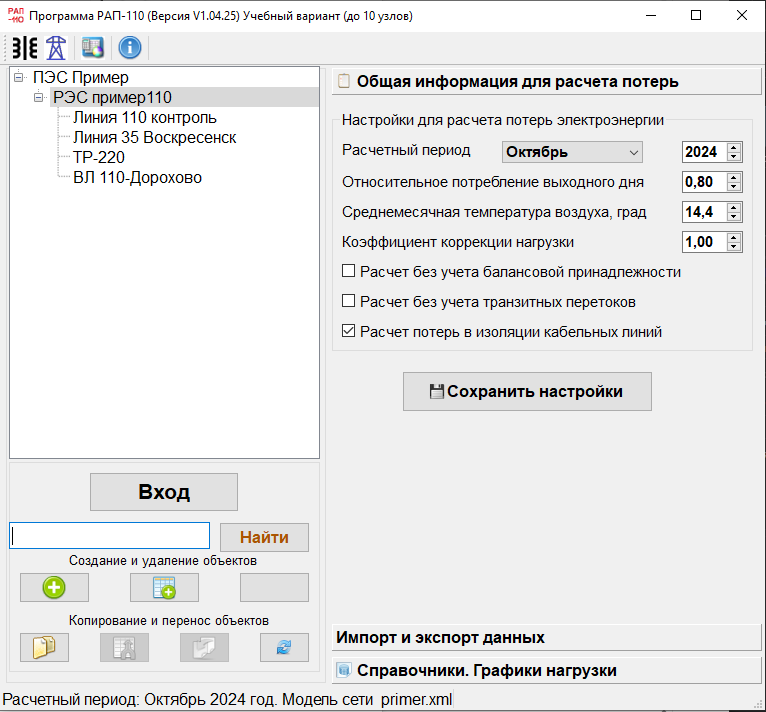 РАП-110
Программа РАП-110 (Версия V1.04.25) Учебный вариант (до 10 узлов)
ПЭС Пример
РЭС пример110
Линия 110 контроль
Линия 35 Воскресенск
ТР-220
ВЛ 110-Дорохово
Вход
Найти
Создание и удаление объектов
Копирование и перенос объектов
Общая информация для расчета потерь
Настройки для расчета потерь электроэнергии
Расчетный период Октябрь 2024
Относительное потребление выходного дня 0,80
Среднемесячная температура воздуха, град 14,4
Коэффициент коррекции нагрузки 1,00
Расчет без учета балансовой принадлежности
Расчет без учета транзитных перетоков
Расчет потерь в изоляции кабельных линий
Сохранить настройки
Импорт и экспорт данных
Справочники. Графики нагрузки
Расчетный период: Октябрь 2024 год. Модель сети primer.xml